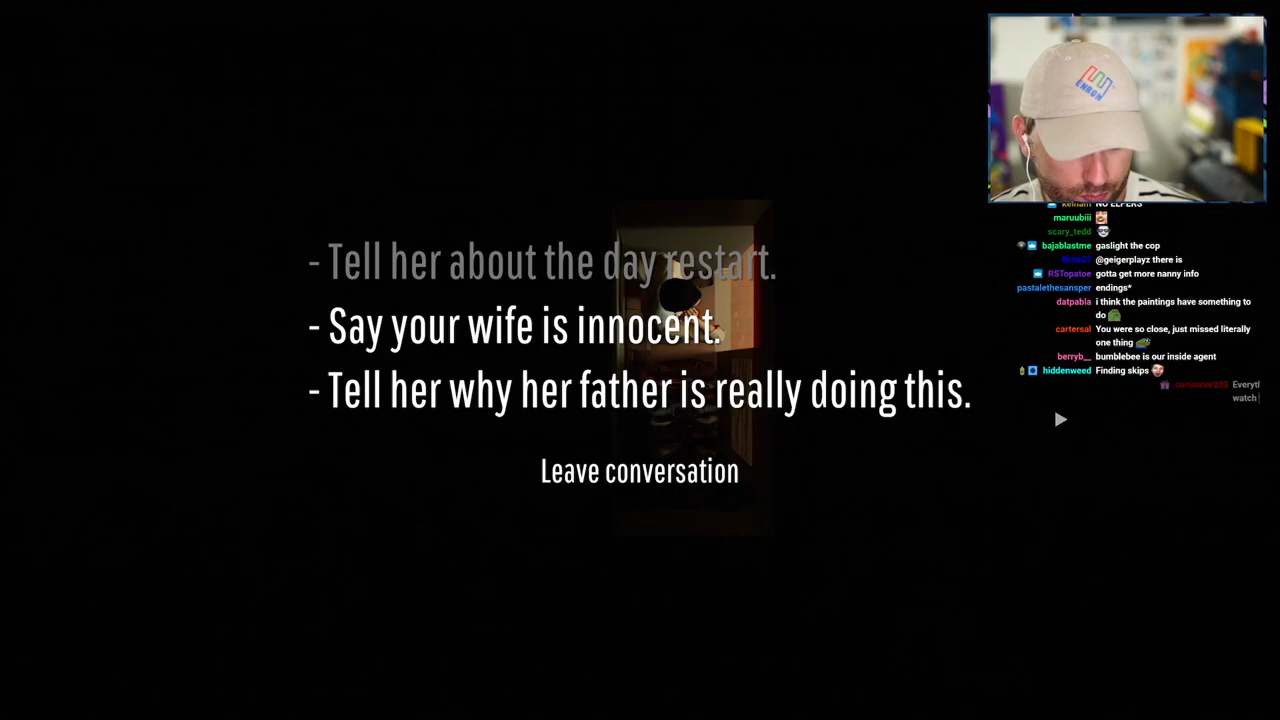 - Tell her about the day restart.
- Say your wife is innocent.
- Tell her why her father is really doing this.
Leave conversation
ENRON
NO ELPERS
maruubiii
scary_tedd
bajablastme gaslight the cop
@geigerplayz there is
RSTopatoe gotta get more nanny info
pastalethesansper endings*
datpabla i think the paintings have something to
do
cartersal You were so close, just missed literally
one thing
berryb__ bumblebee is our inside agent
hiddenweed Finding skips
watch